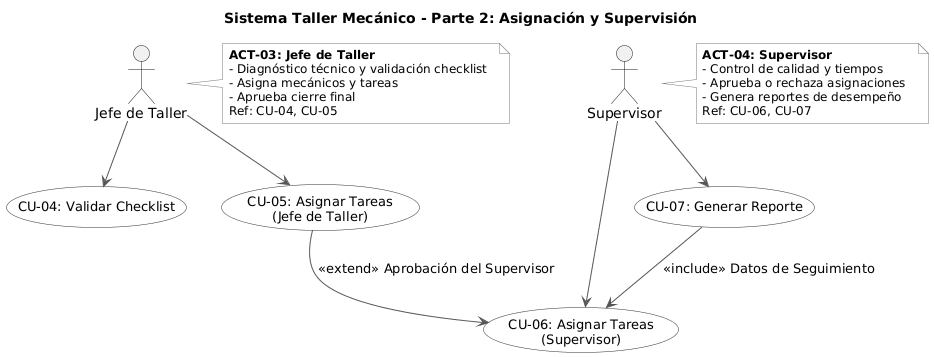 Sistema Taller Mecánico - Parte 2: Asignación y Supervisión
ACT-03: Jefe de Taller
- Diagnóstico técnico y validación checklist
- Asigna mecánicos y tareas
- Aprueba cierre final
Ref: CU-04, CU-05
ACT-04: Supervisor
- Control de calidad y tiempos
- Aprueba o rechaza asignaciones
- Genera reportes de desempeño
Ref: CU-06, CU-07
Jefe de Taller
Supervisor
CU-04: Validar Checklist
CU-05: Asignar Tareas
(Jefe de Taller)
CU-07: Generar Reporte
«extend» Aprobación del Supervisor
«include» Datos de Seguimiento
CU-06: Asignar Tareas
(Supervisor)